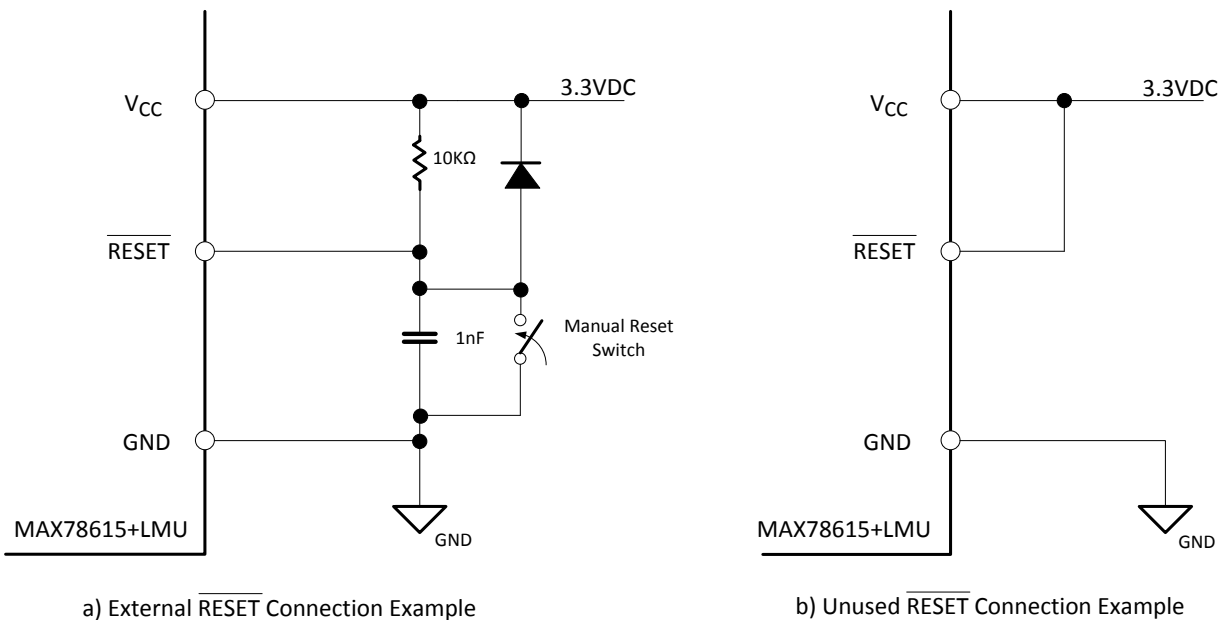 3.3VDC
VCC
10KΩ
RESET
1nF
Manual Reset
Switch
GND
MAX78615+LMU
GND
a) External RESET Connection Example
3.3VDC
VCC
RESET
GND
MAX78615+LMU
GND
b) Unused RESET Connection Example